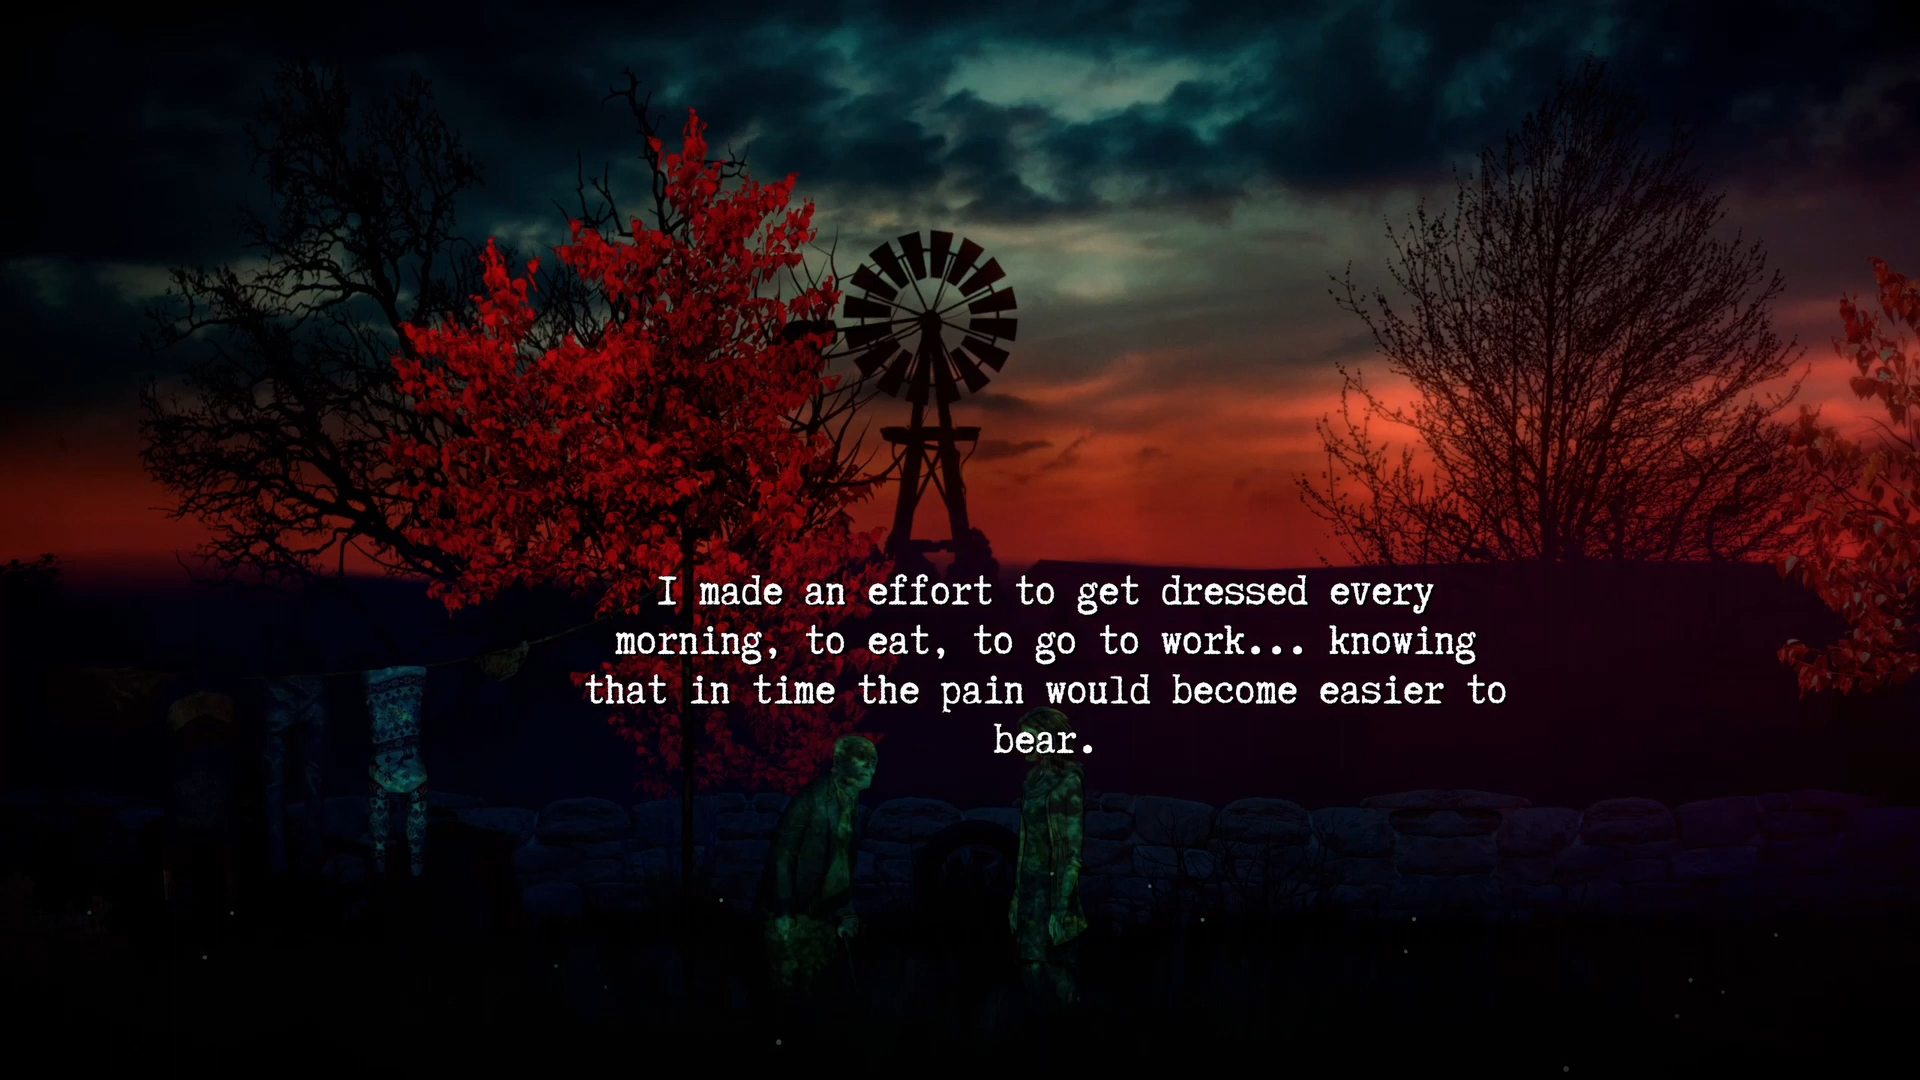 I made an effort to get dressed every
morning, to eat, to go to work... knowing
that in time the pain would become easier to
bear.